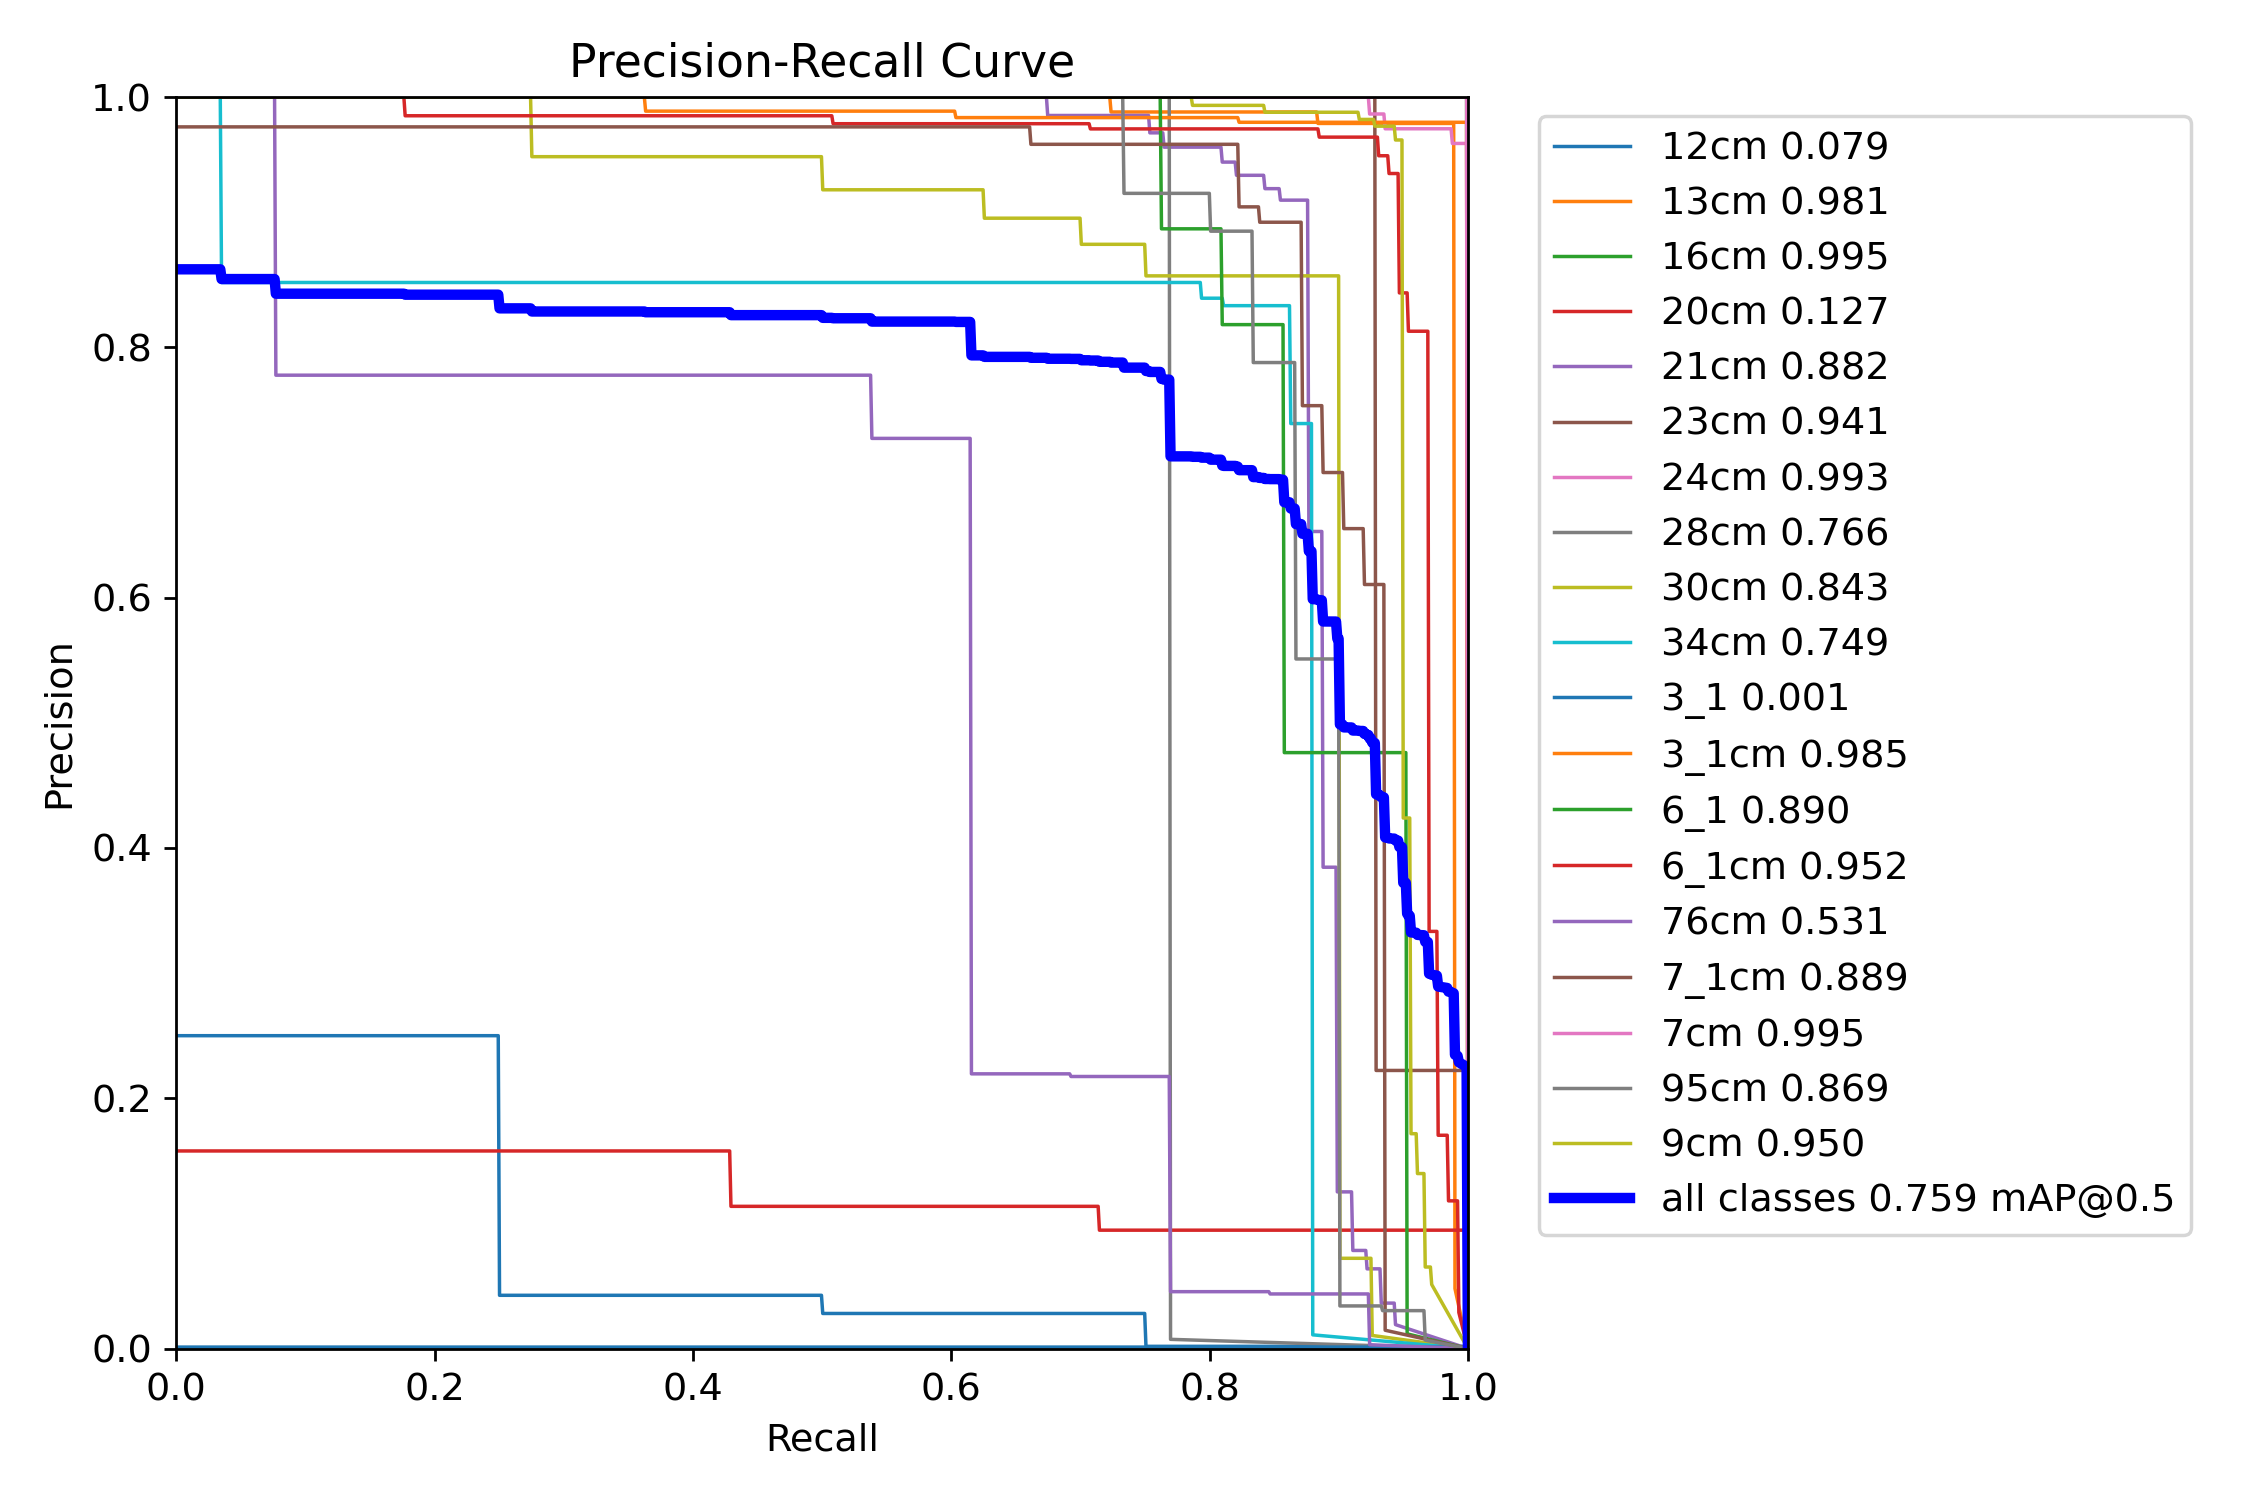 Precision-Recall Curve
1.0
0.8
0.6
0.4
0.2
0.0
Precision
0.0 0.2 0.4 0.6 0.8 1.0
Recall
12cm 0.079
13cm 0.981
16cm 0.995
20cm 0.127
21cm 0.882
23cm 0.941
24cm 0.993
28cm 0.766
30cm 0.843
34cm 0.749
3_1 0.001
3_1cm 0.985
6_1 0.890
6_1cm 0.952
76cm 0.531
7_1cm 0.889
7cm 0.995
95cm 0.869
9cm 0.950
all classes 0.759 mAP@0.5